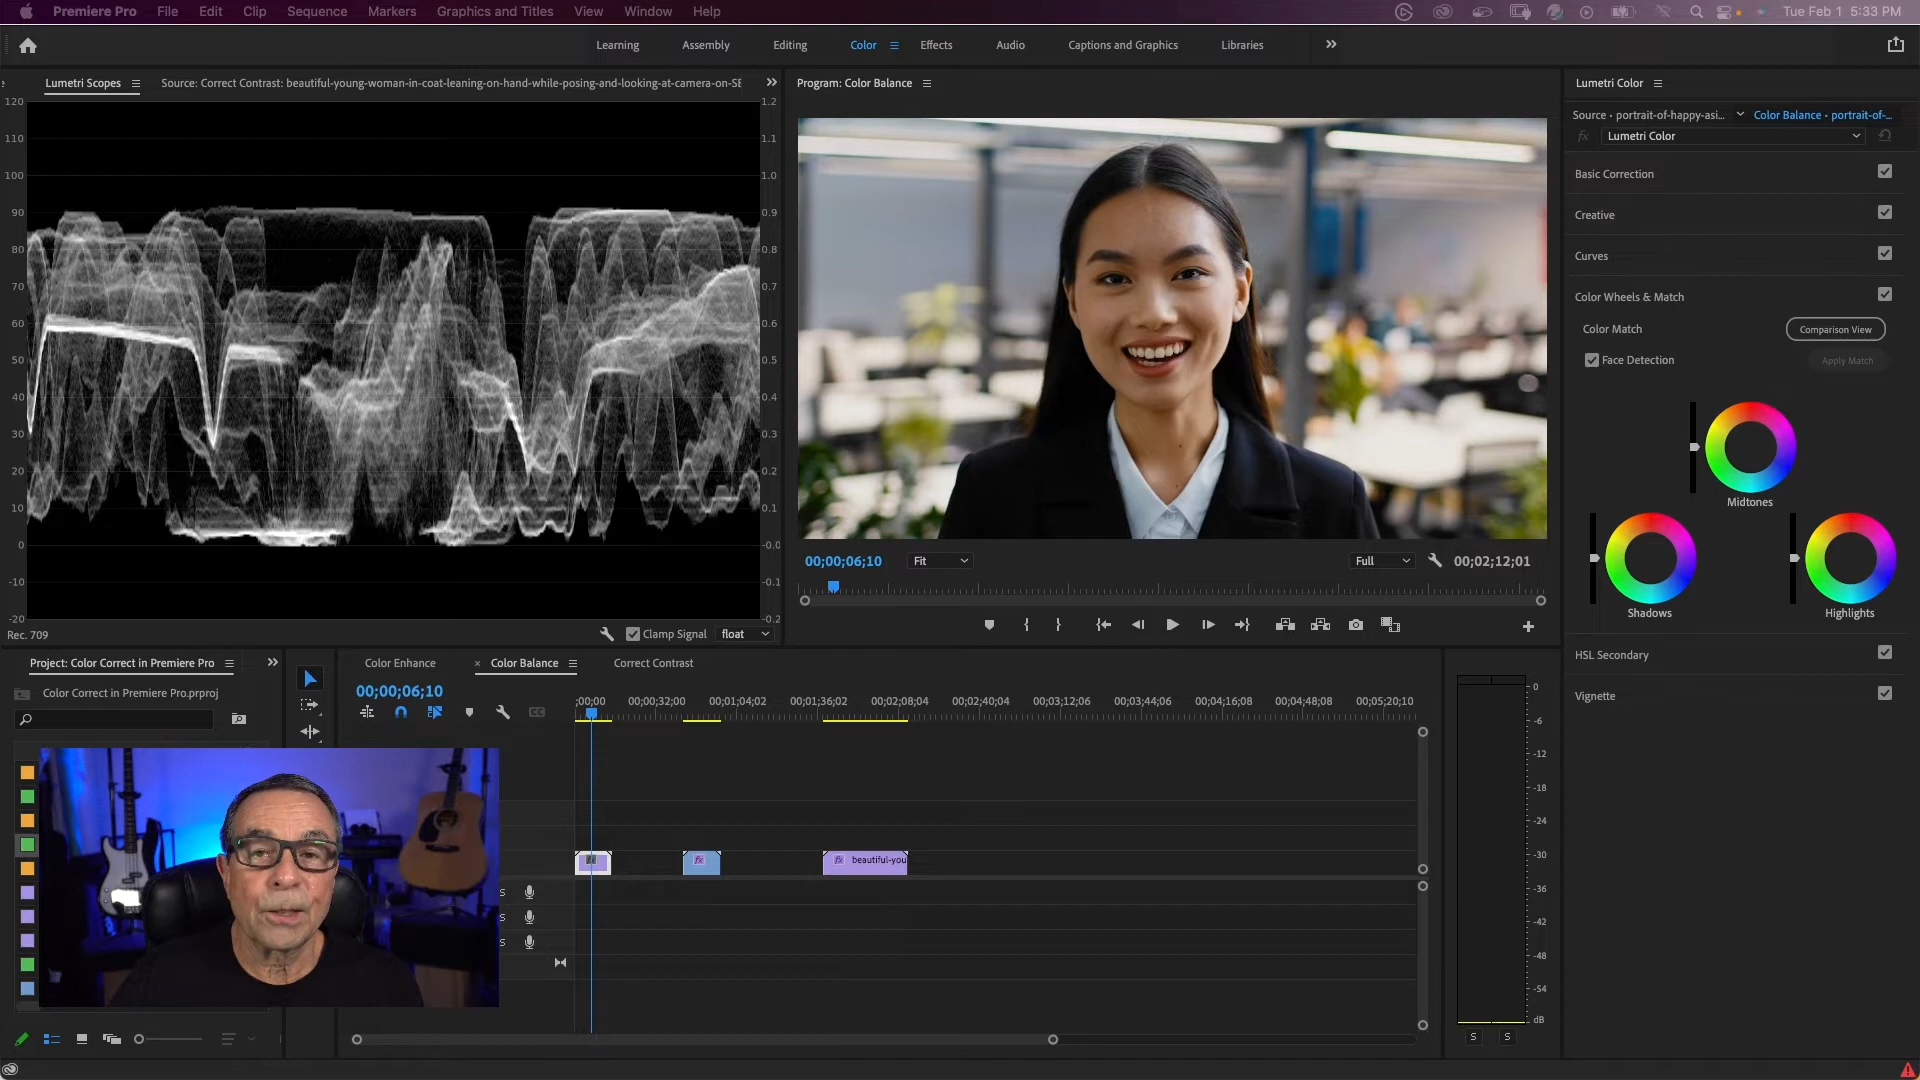 Premiere Pro File Edit Clip Sequence Markers Graphics and Titles View Window Help Tue Feb 1 5:33 PM
Learning Assembly Editing Color Effects Audio Captions and Graphics Libraries
Lumetri Scopes Source: Correct Contrast: beautiful-young-woman-in-coat-leaning-on-hand-while-posing-and-looking-at-camera-on-SE
Program: Color Balance
Lumetri Color
Source • portrait-of-happy-asi... Color Balance • portrait-of-...
fx Lumetri Color
Basic Correction
Creative
Curves
Color Wheels & Match
Color Match Comparison View
Face Detection Apply Match
Midtones
Shadows Highlights
HSL Secondary
Vignette
120 1.2
110
100 1.0
90 0.9
80 0.8
70 0.7
60 0.6
50 0.5
40 0.4
30 0.3
20 0.2
10 0.1
0 -0.0
-10 -0.1
-20 -0.2
Rec. 709 Clamp Signal float
00;00;06;10 Fit Full 00;02;12;01
Project: Color Correct in Premiere Pro
Color Correct in Premiere Pro.prproj
Color Enhance × Color Balance Correct Contrast
00;00;06;10
;00;00 00;00;32;00 00;01;04;02 00;01;36;02 00;02;08;04 00;02;40;04 00;03;12;06 00;03;44;06 00;04;16;08 00;04;48;08 00;05;20;10
CC
fx fx fx beautiful-you
S
S
S
0
-6
-12
-18
-24
-30
-36
-42
-48
-54
dB
S S